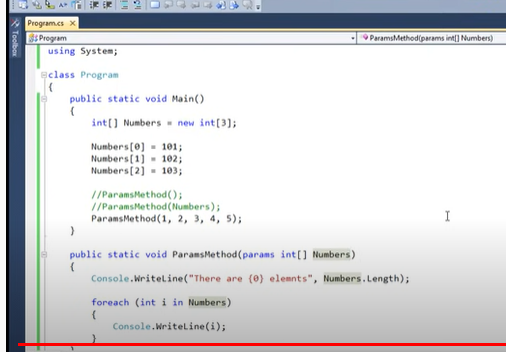 Program.cs
Program
ParamsMethod(params int[] Numbers)
Toolbox
using System;
class Program
{
public static void Main()
{
int[] Numbers = new int[3];
Numbers[0] = 101;
Numbers[1] = 102;
Numbers[2] = 103;
//ParamsMethod();
//ParamsMethod(Numbers);
ParamsMethod(1, 2, 3, 4, 5);
}
public static void ParamsMethod(params int[] Numbers)
{
Console.WriteLine("There are {0} elemnts", Numbers.Length);
foreach (int i in Numbers)
{
Console.WriteLine(i);
}
}